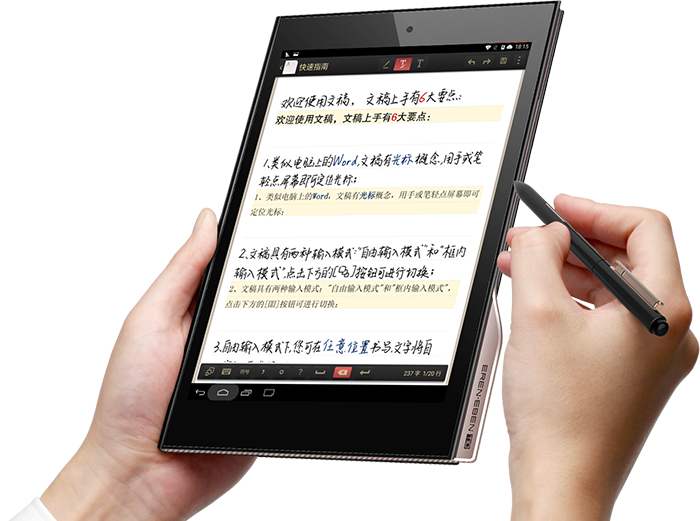 18:15
快速指南
T T
欢迎使用文稿，文稿上手有6大要点：
欢迎使用文稿，文稿上手有6大要点：
1、类似电脑上的Word，文稿有光标概念，用手或笔
轻点屏幕即可定位光标；
1、类似电脑上的Word，文稿有光标概念，用手或笔轻点屏幕即可
定位光标；
2、文稿具有两种输入模式："自由输入模式"和"框内
输入模式"，点击下方的[]按钮可进行切换；
2、文稿具有两种输入模式："自由输入模式"和"框内输入模式"，
点击下方的[]按钮可进行切换；
3、自由输入模式下，您可在任意位置书写，文字将自
符号 ， 。 ? 237 字 1/20 行
EREN·EBEN T9